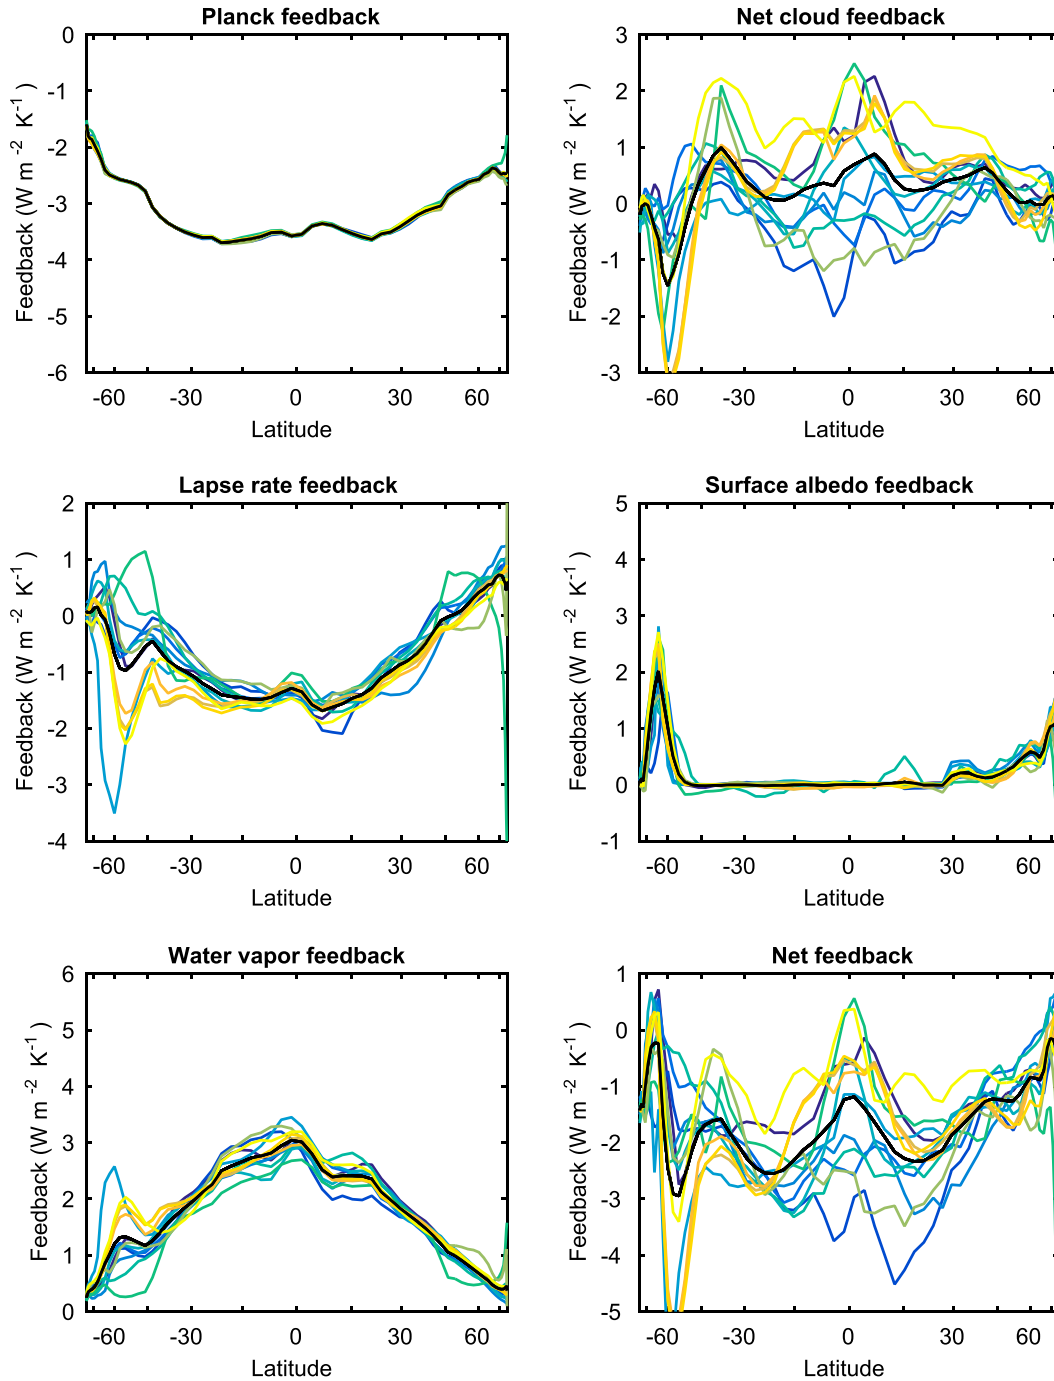 Planck feedback
0
-1
-2
-3
-4
-5
-6
Feedback (W m -2 K-1 )
-60 -30 0 30 60
Latitude
Net cloud feedback
3
2
1
0
-1
-2
-3
Feedback (W m -2 K-1 )
-60 -30 0 30 60
Latitude
Lapse rate feedback
2
1
0
-1
-2
-3
-4
Feedback (W m -2 K-1 )
-60 -30 0 30 60
Latitude
Surface albedo feedback
5
4
3
2
1
0
-1
Feedback (W m -2 K-1 )
-60 -30 0 30 60
Latitude
Water vapor feedback
6
5
4
3
2
1
0
Feedback (W m -2 K-1 )
-60 -30 0 30 60
Latitude
Net feedback
1
0
-1
-2
-3
-4
-5
Feedback (W m -2 K-1 )
-60 -30 0 30 60
Latitude